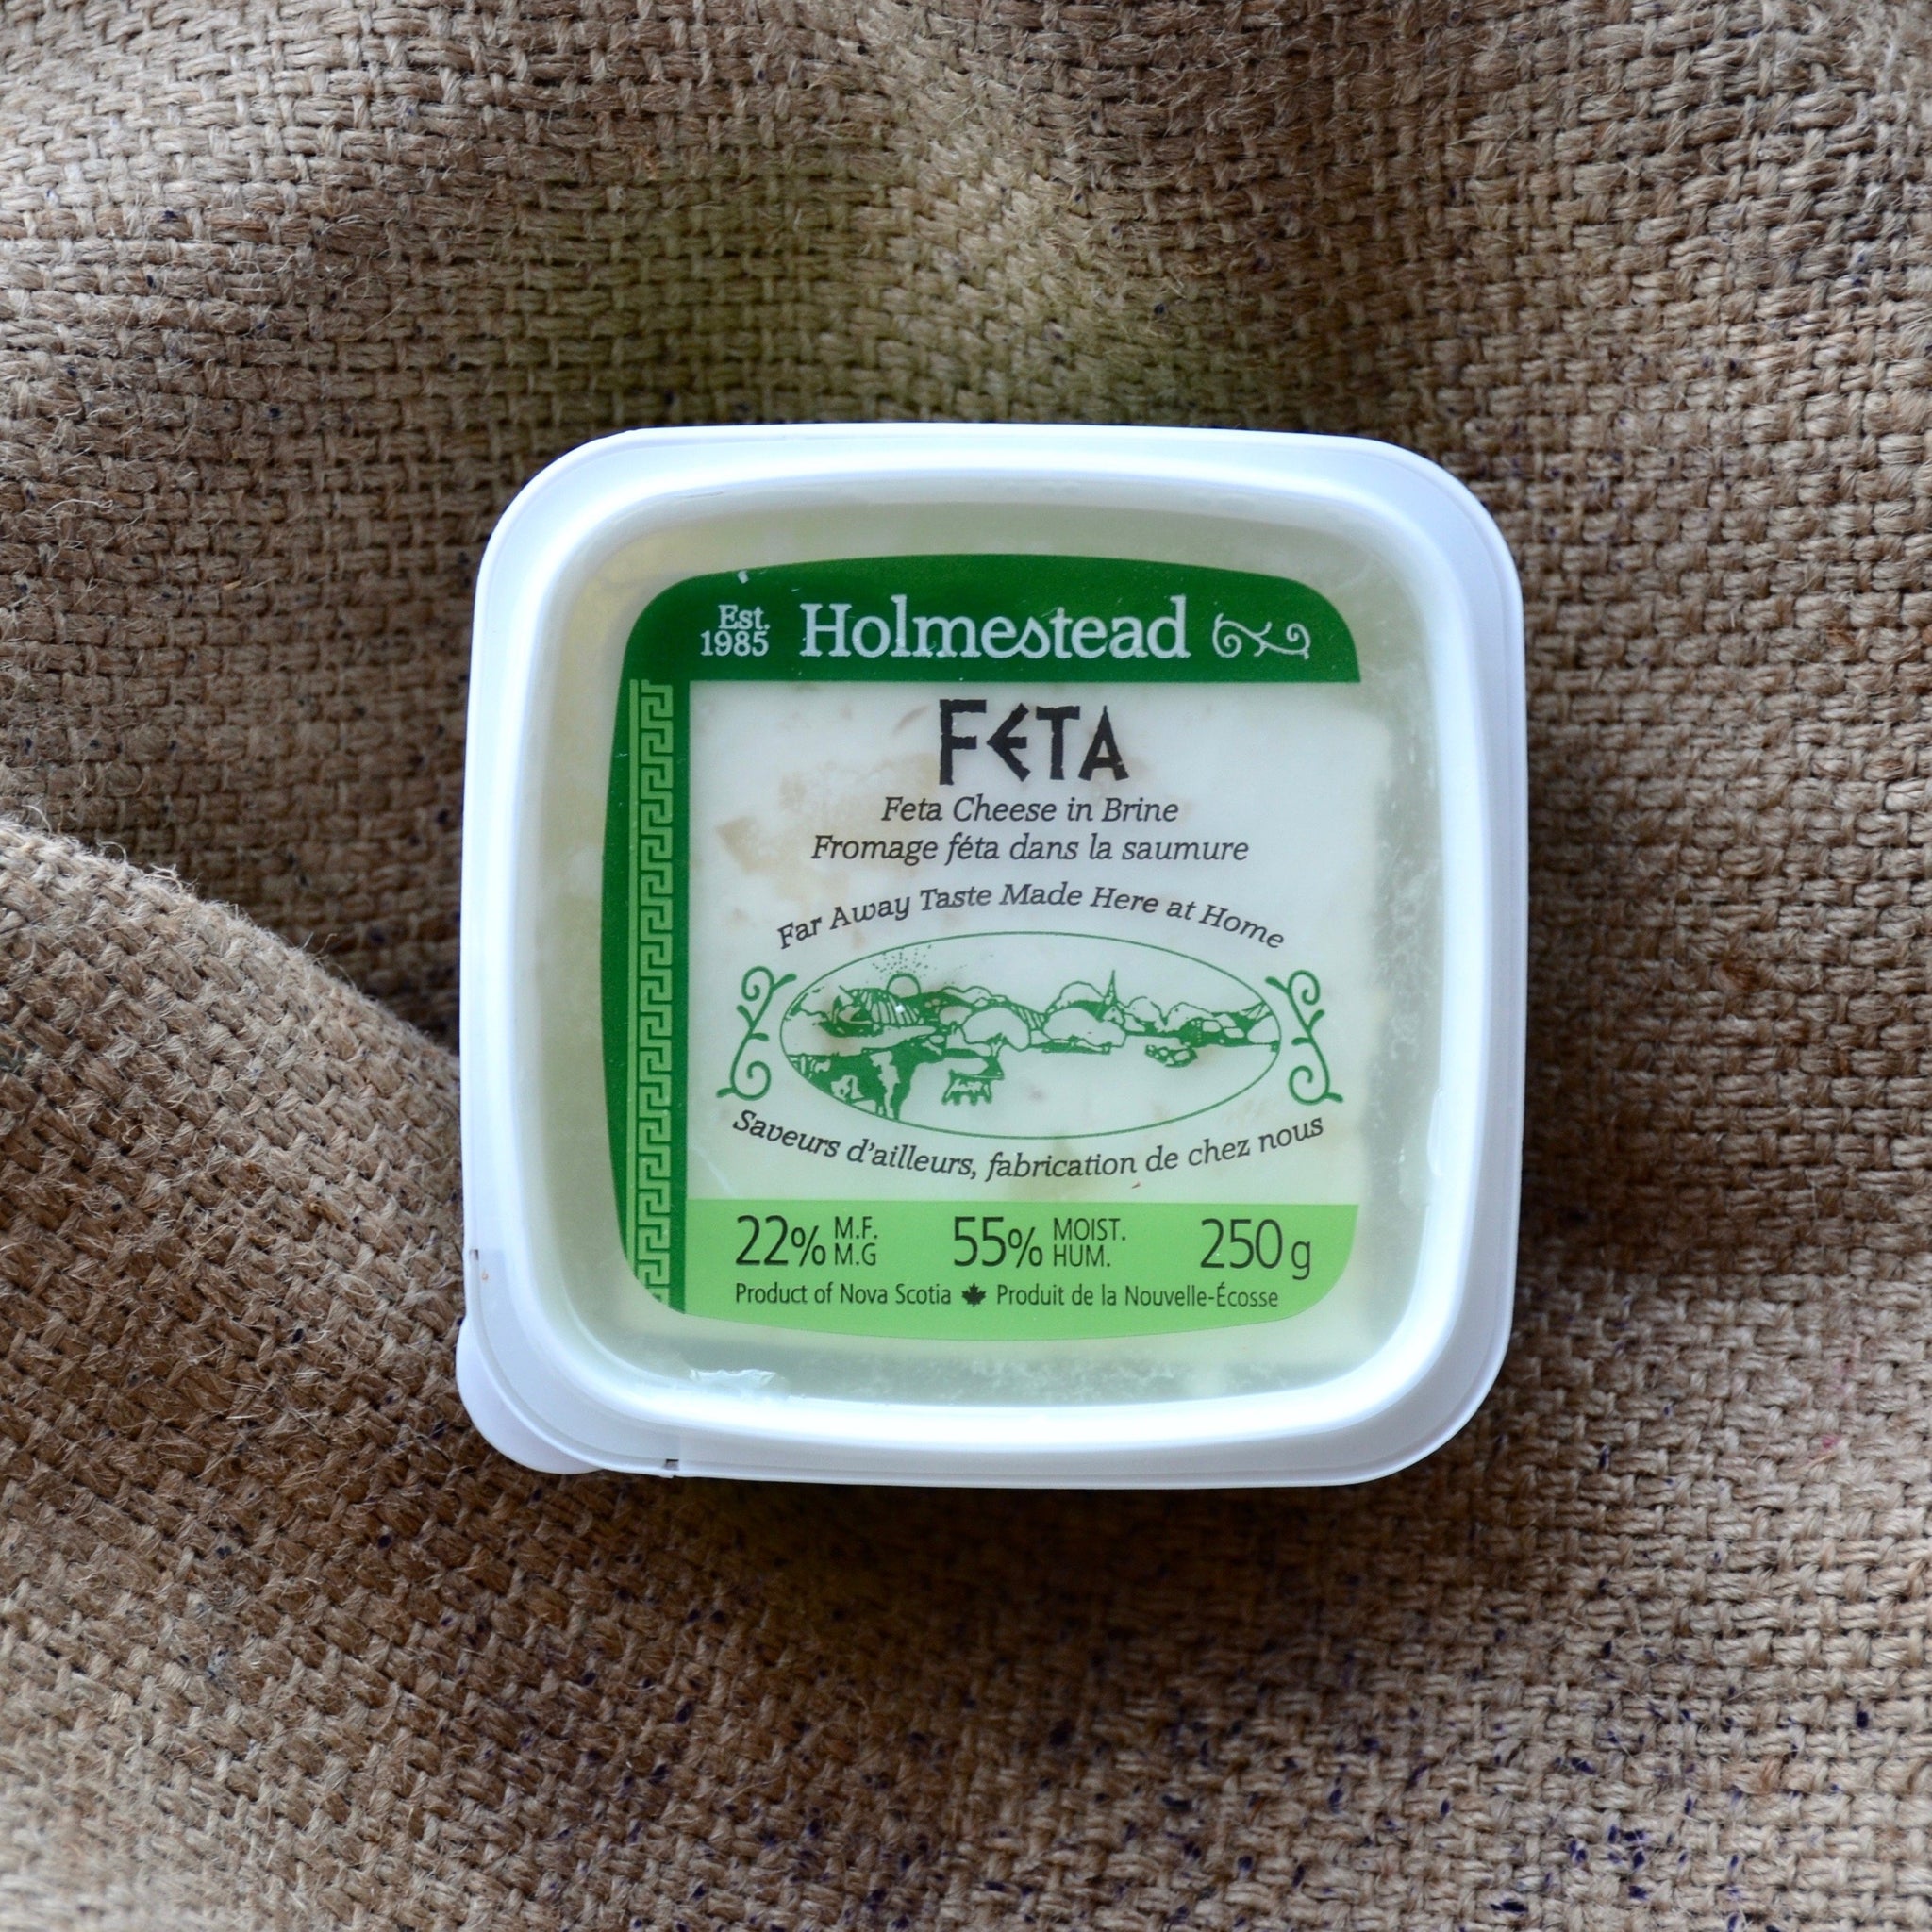 Est.
1985
Holmestead
FETA
Feta Cheese in Brine
Fromage féta dans la saumure
Far Away Taste Made Here at Home
Saveurs d'ailleurs, fabrication de chez nous
22% M.F. M.G
55% MOIST. HUM.
250 g
Product of Nova Scotia Produit de la Nouvelle-Écosse